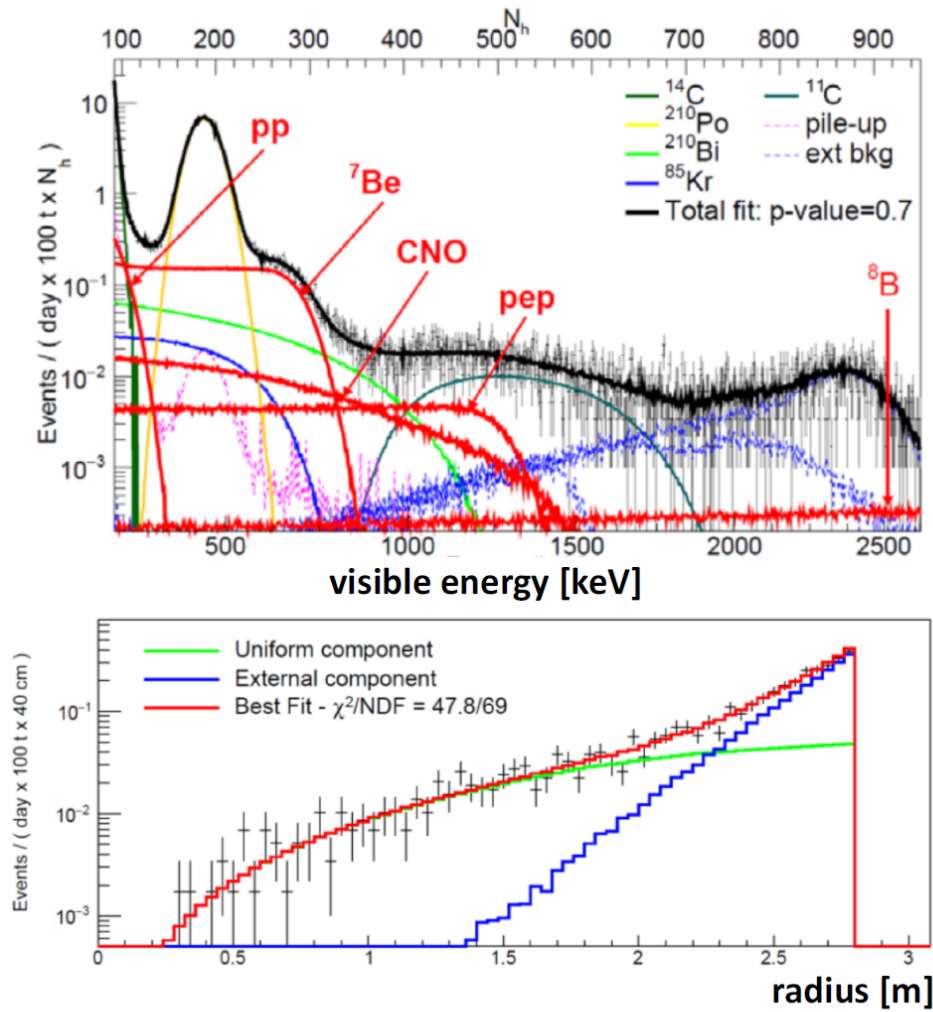 N_h
100 200 300 400 500 600 700 800 900
Events / ( day x 100 t x N_h )
10
1
10⁻¹
10⁻²
10⁻³
pp
⁷Be
CNO
pep
⁸B
¹⁴C
²¹⁰Po
²¹⁰Bi
⁸⁵Kr
¹¹C
pile-up
ext bkg
Total fit: p-value=0.7
500 1000 1500 2000 2500
visible energy [keV]
Events / ( day x 100 t x 40 cm )
10⁻¹
10⁻²
10⁻³
Uniform component
External component
Best Fit - χ²/NDF = 47.8/69
0 0.5 1 1.5 2 2.5 3
radius [m]